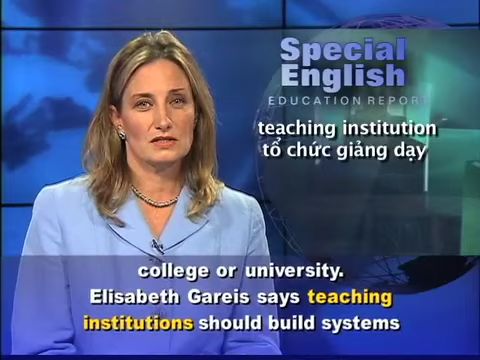 Special
English
EDUCATION REPORT
teaching institution
tổ chức giảng dạy
college or university.
Elisabeth Gareis says teaching
institutions should build systems